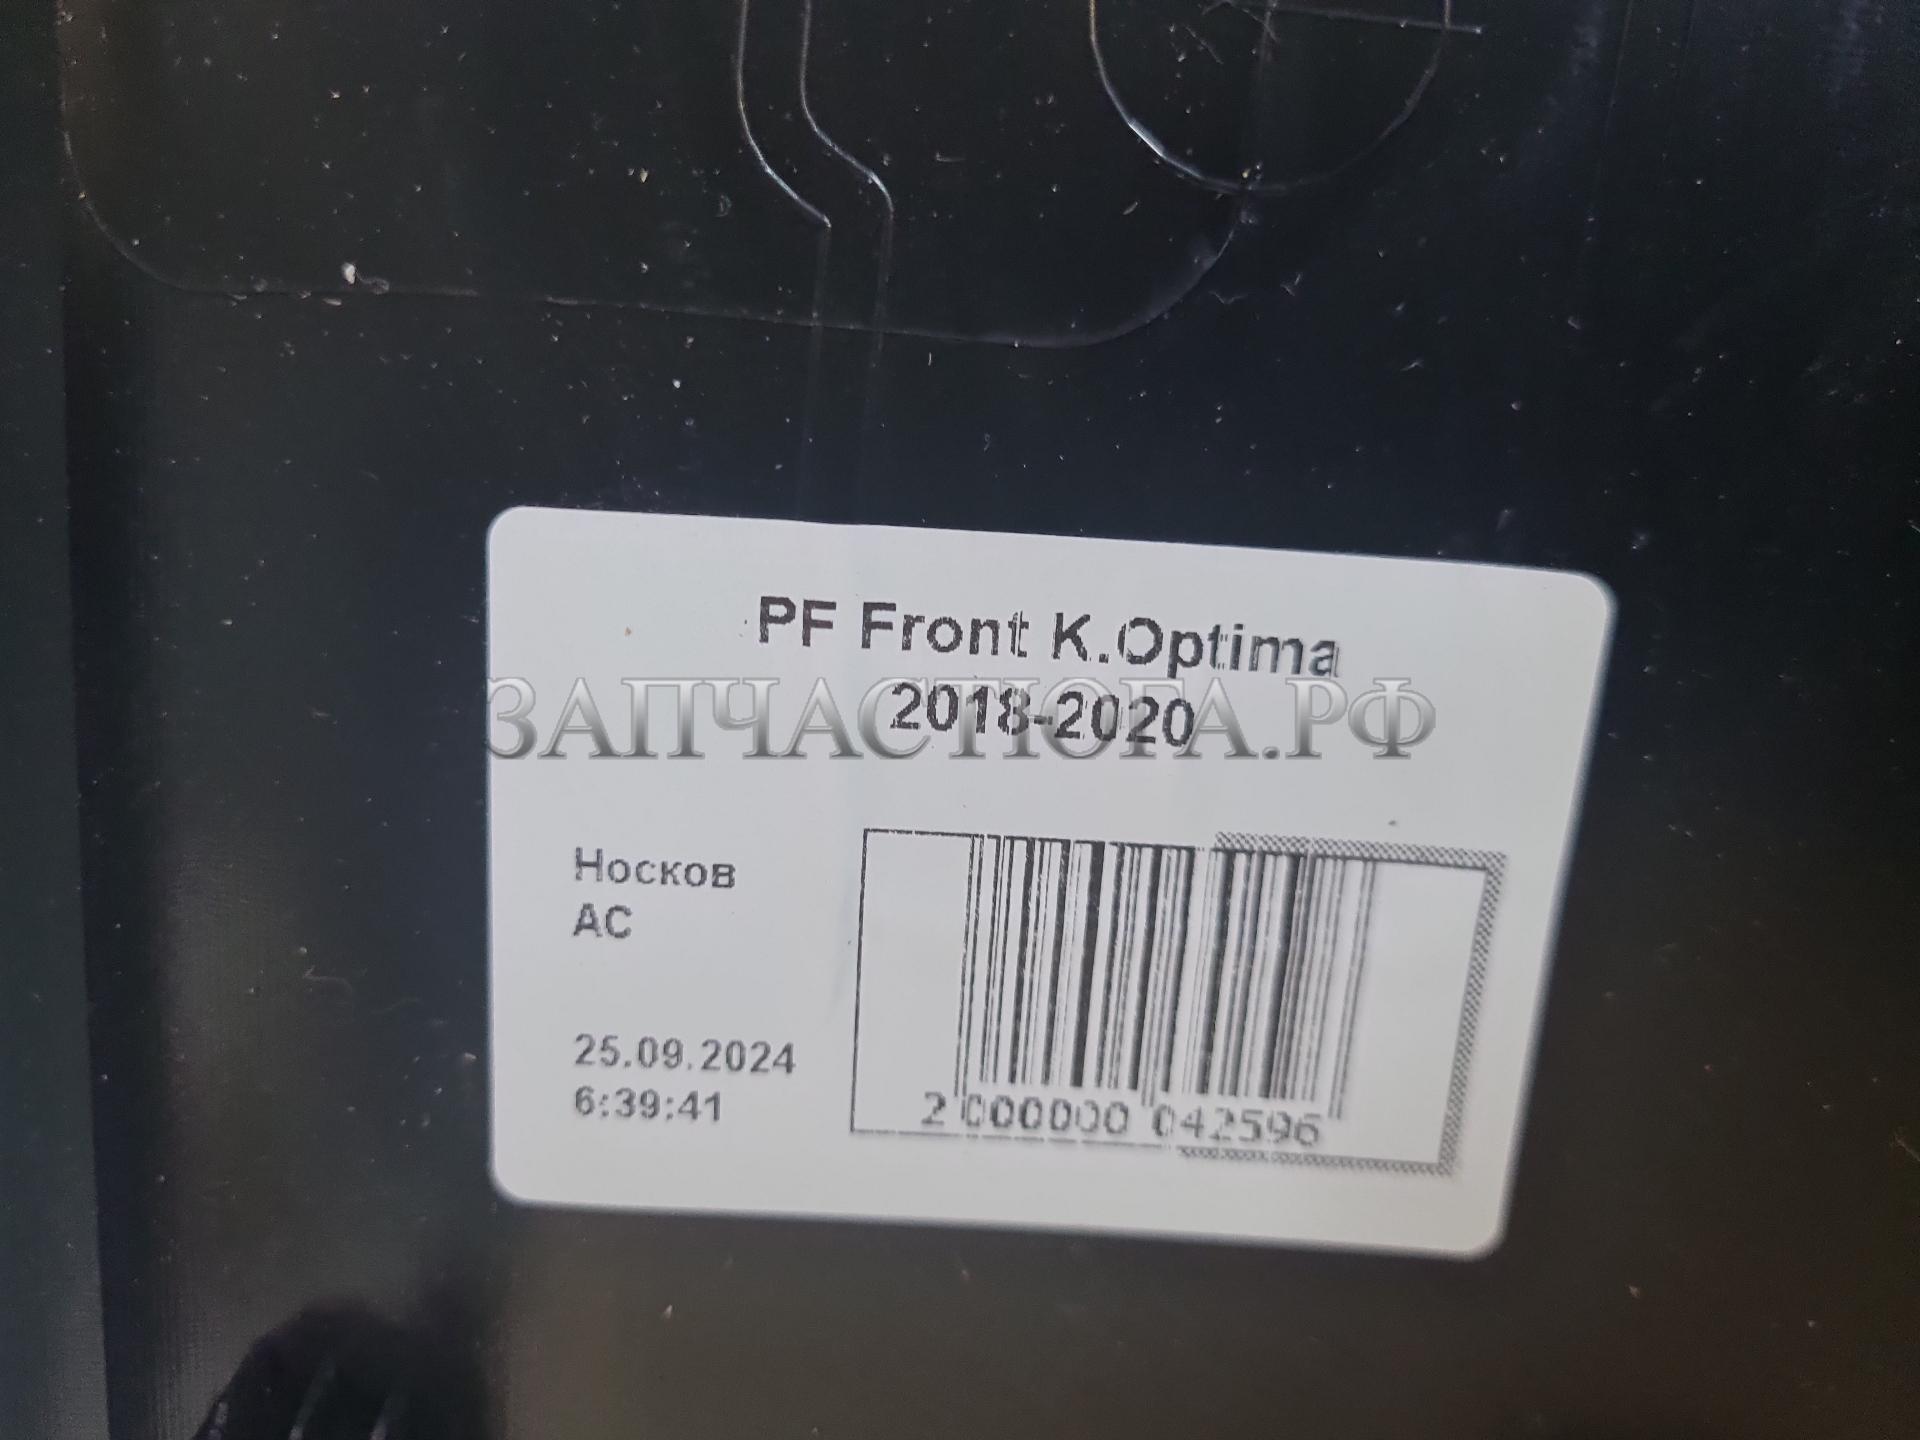 PF Front K.Optima
2018-2020
ЗАПЧАСТЮГА.РФ
Носков
АС
25.09.2024
6:39:41
2 000000 042596